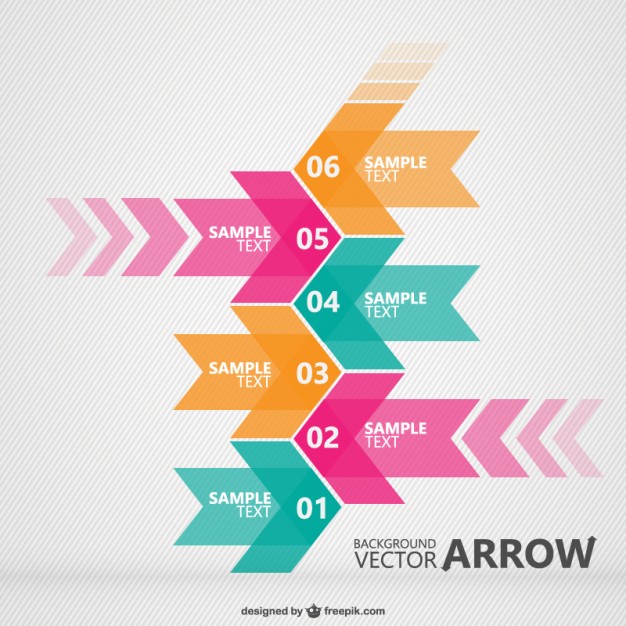 06
SAMPLE
TEXT
SAMPLE
TEXT
05
04
SAMPLE
TEXT
SAMPLE
TEXT
03
02
SAMPLE
TEXT
SAMPLE
TEXT
01
BACKGROUND
VECTOR ARROW
designed by freepik.com